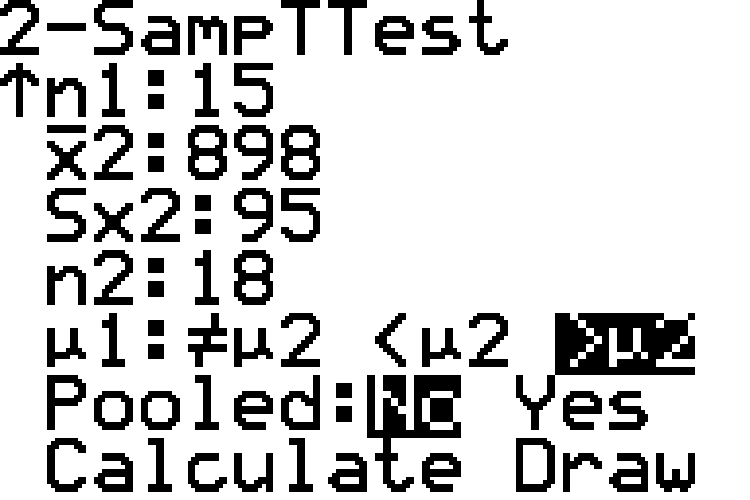 2-SampTTest
↑n1:15
x̄2:898
Sx2:95
n2:18
μ1:≠μ2 <μ2 >μ2
Pooled:No Yes
Calculate Draw